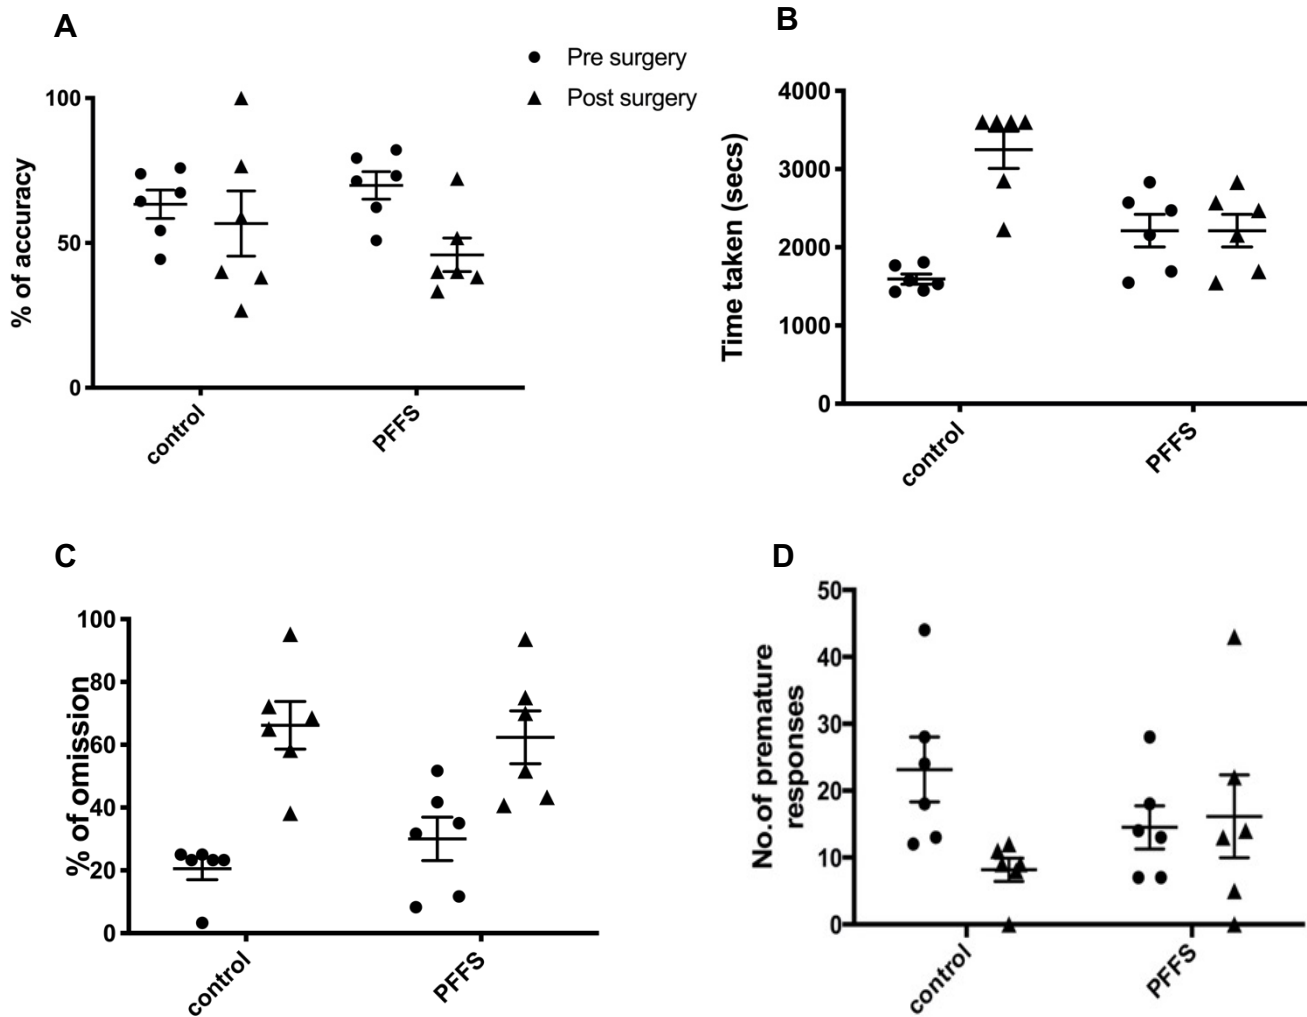 A
Pre surgery
Post surgery
100
50
0
% of accuracy
control
PFFS
B
4000
3000
2000
1000
0
Time taken (secs)
control
PFFS
C
100
80
60
40
20
0
% of omission
control
PFFS
D
50
40
30
20
10
0
No.of premature
responses
control
PFFS